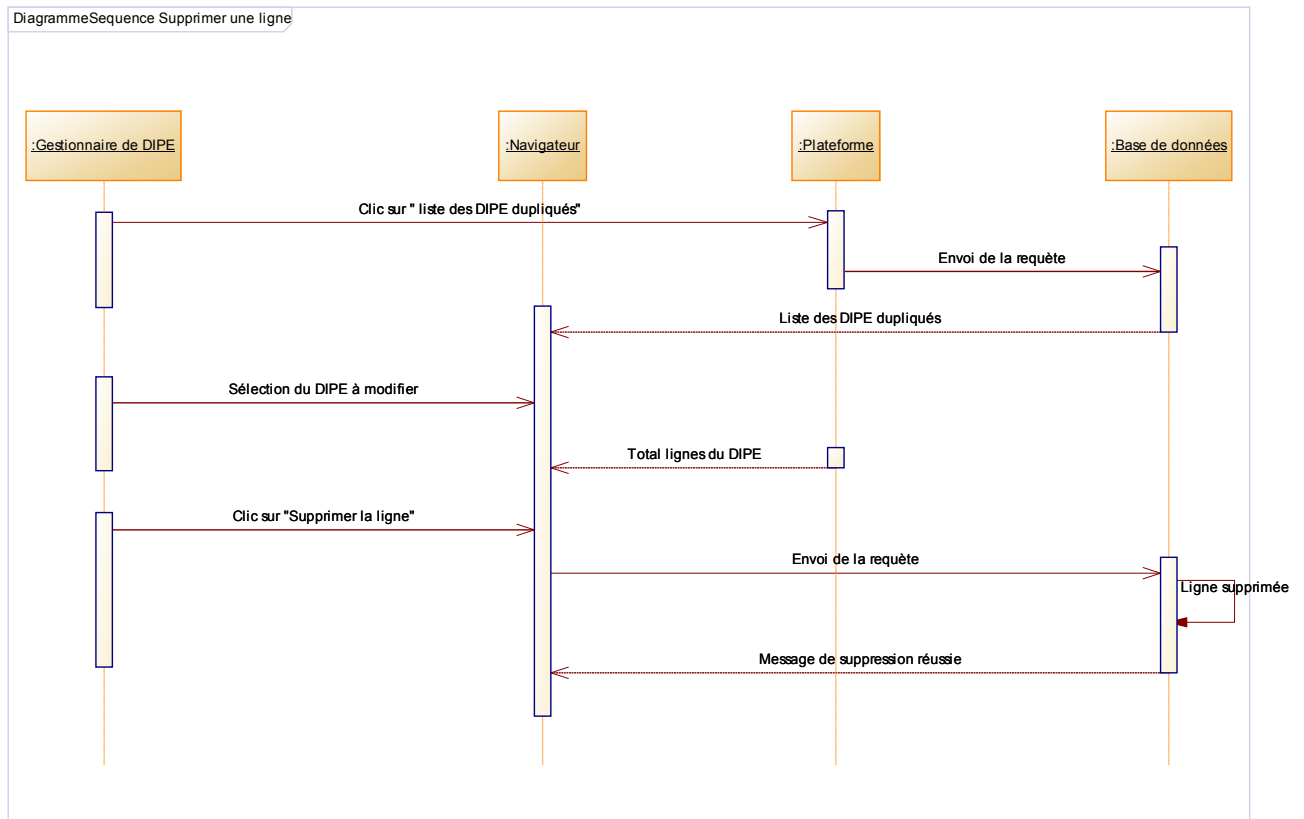 DiagrammeSequence Supprimer une ligne
:Gestionnaire de DIPE
:Navigateur
:Plateforme
:Base de données
Clic sur " liste des DIPE dupliqués"
Envoi de la requète
Liste des DIPE dupliqués
Sélection du DIPE à modifier
Total lignes du DIPE
Clic sur "Supprimer la ligne"
Envoi de la requète
Ligne supprimée
Message de suppression réussie